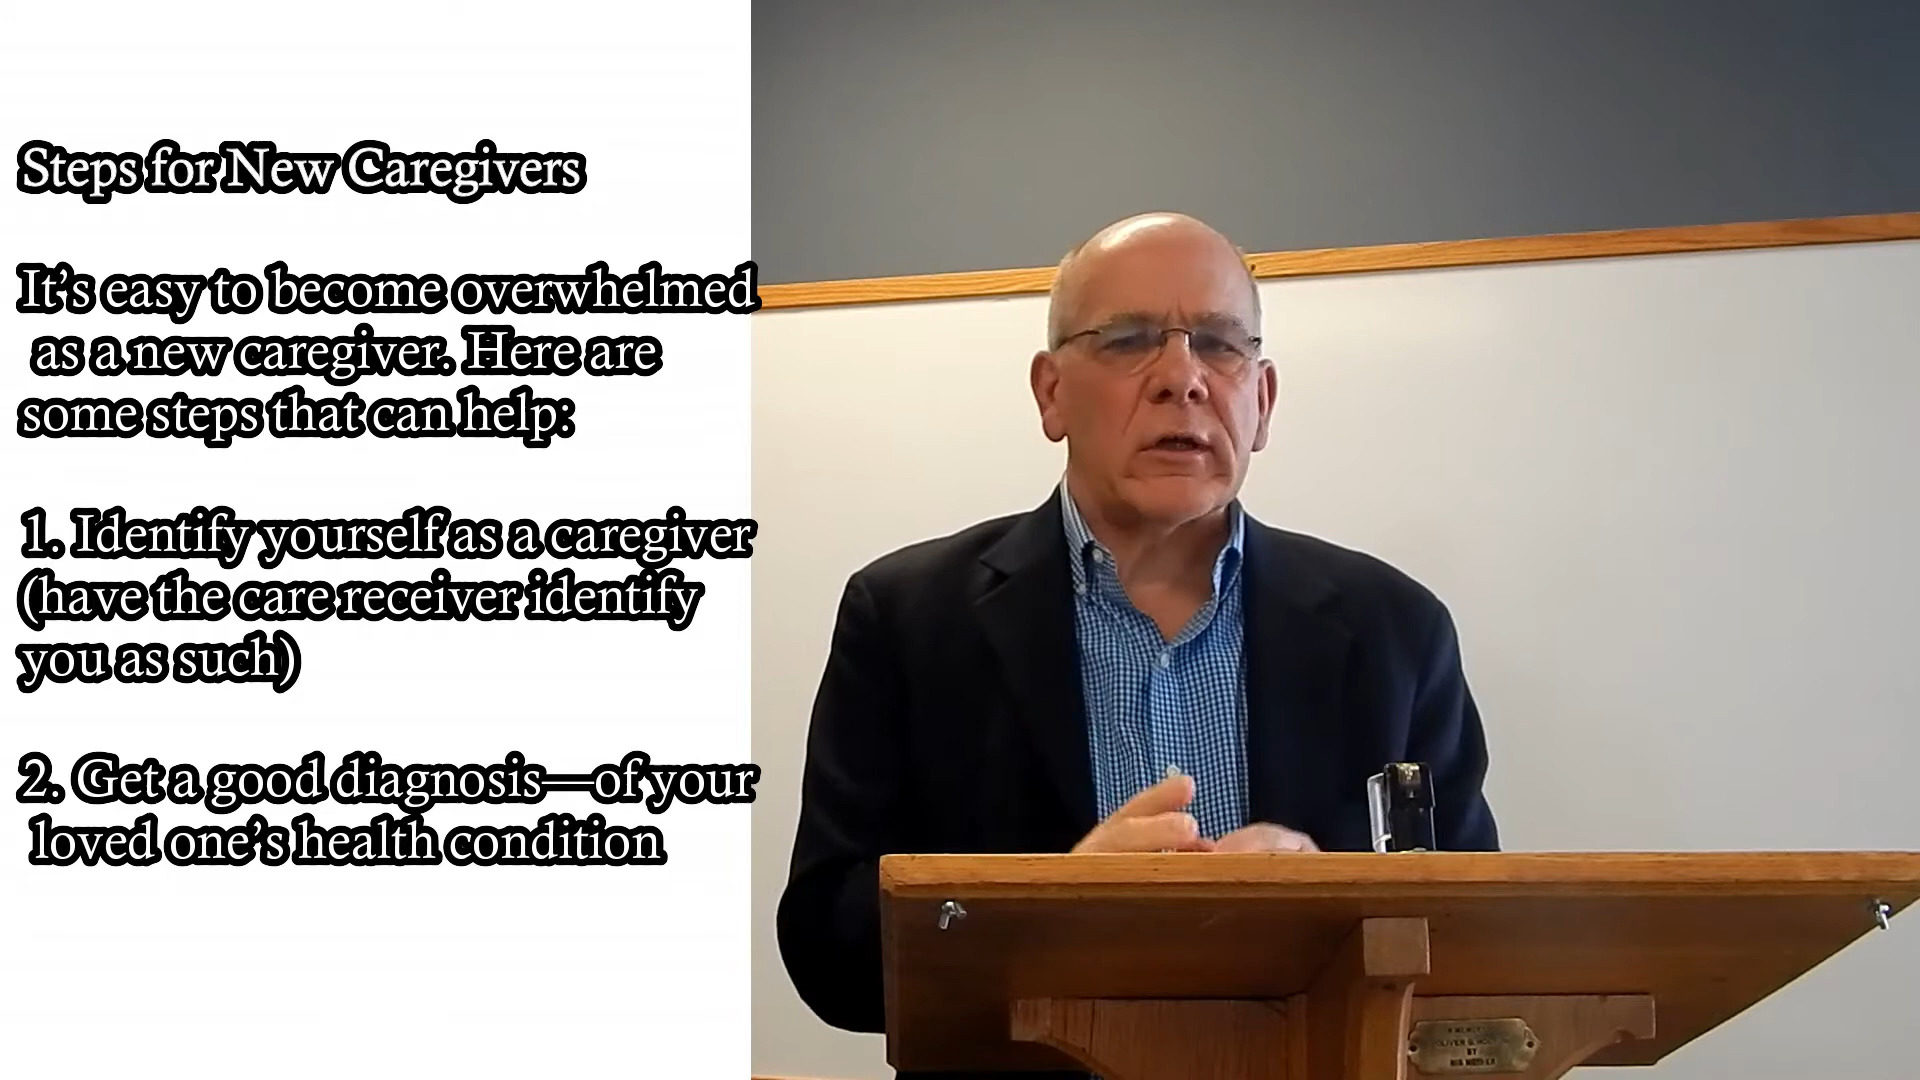 Steps for New Caregivers
It's easy to become overwhelmed
as a new caregiver. Here are
some steps that can help:
1. Identify yourself as a caregiver
(have the care receiver identify
you as such)
2. Get a good diagnosis—of your
loved one's health condition
OLIVER G.
BY